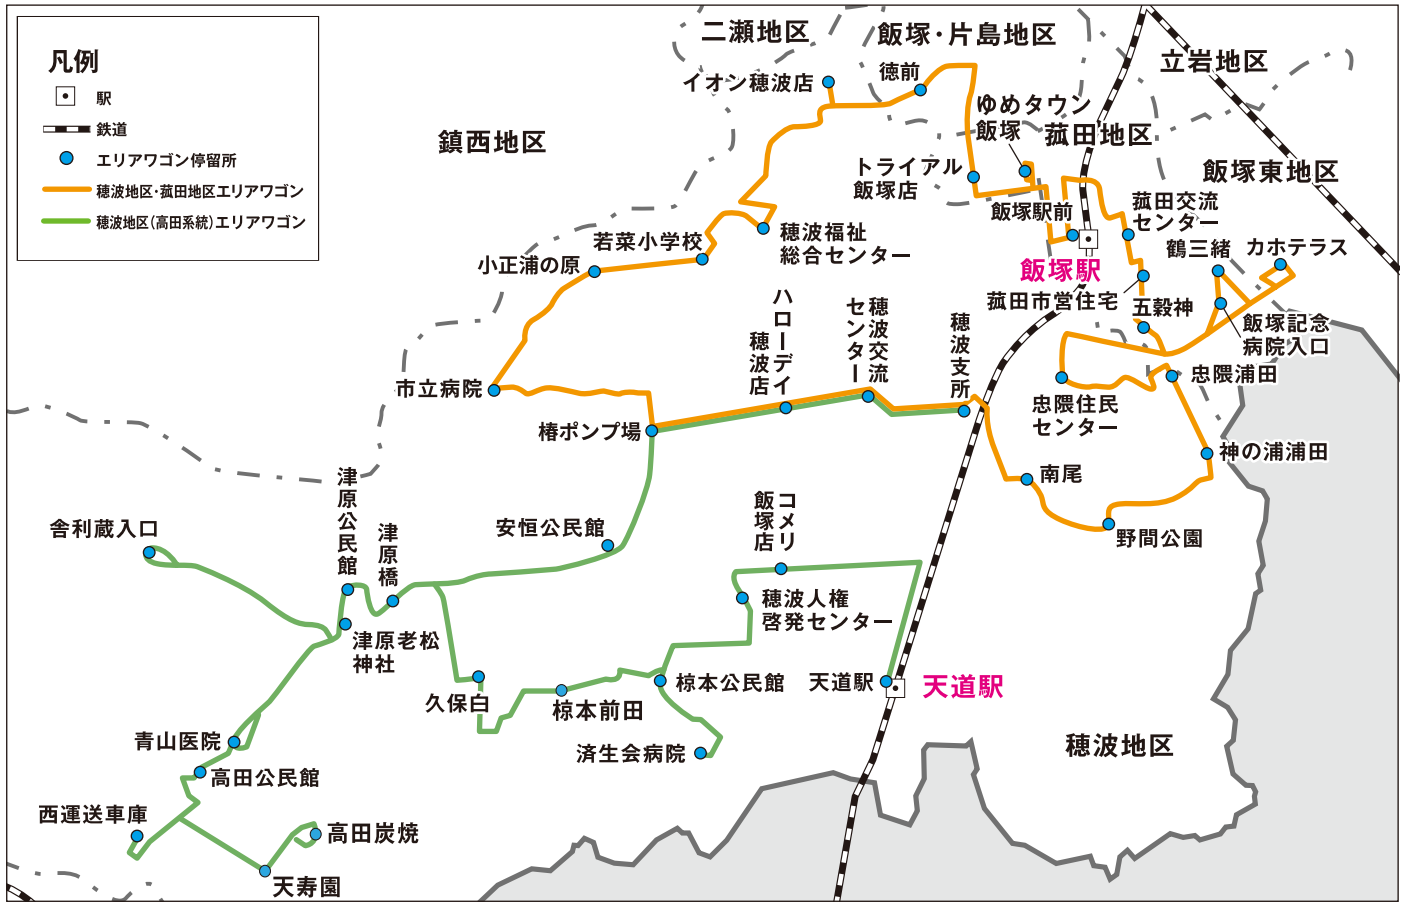 凡例
駅
鉄道
エリアワゴン停留所
穂波地区・菰田地区エリアワゴン
穂波地区(高田系統)エリアワゴン
二瀬地区
飯塚・片島地区
立岩地区
鎮西地区
菰田地区
飯塚東地区
穂波地区
イオン穂波店
徳前
ゆめタウン
飯塚
トライアル
飯塚店
飯塚駅前
飯塚駅
菰田交流
センター
鶴三緒
カホテラス
菰田市営住宅
五穀神
飯塚記念
病院入口
若菜小学校
穂波福祉
総合センター
小正浦の原
ハローデイ
穂波店
穂波交流
センター
穂波支所
市立病院
椿ポンプ場
忠隈浦田
忠隈住民
センター
神の浦浦田
南尾
野間公園
津原公民館
津原橋
舎利蔵入口
安恒公民館
コメリ
飯塚店
穂波人権
啓発センター
津原老松
神社
久保白
椋本前田
椋本公民館
天道駅
天道駅
済生会病院
青山医院
高田公民館
西運送車庫
高田炭焼
天寿園